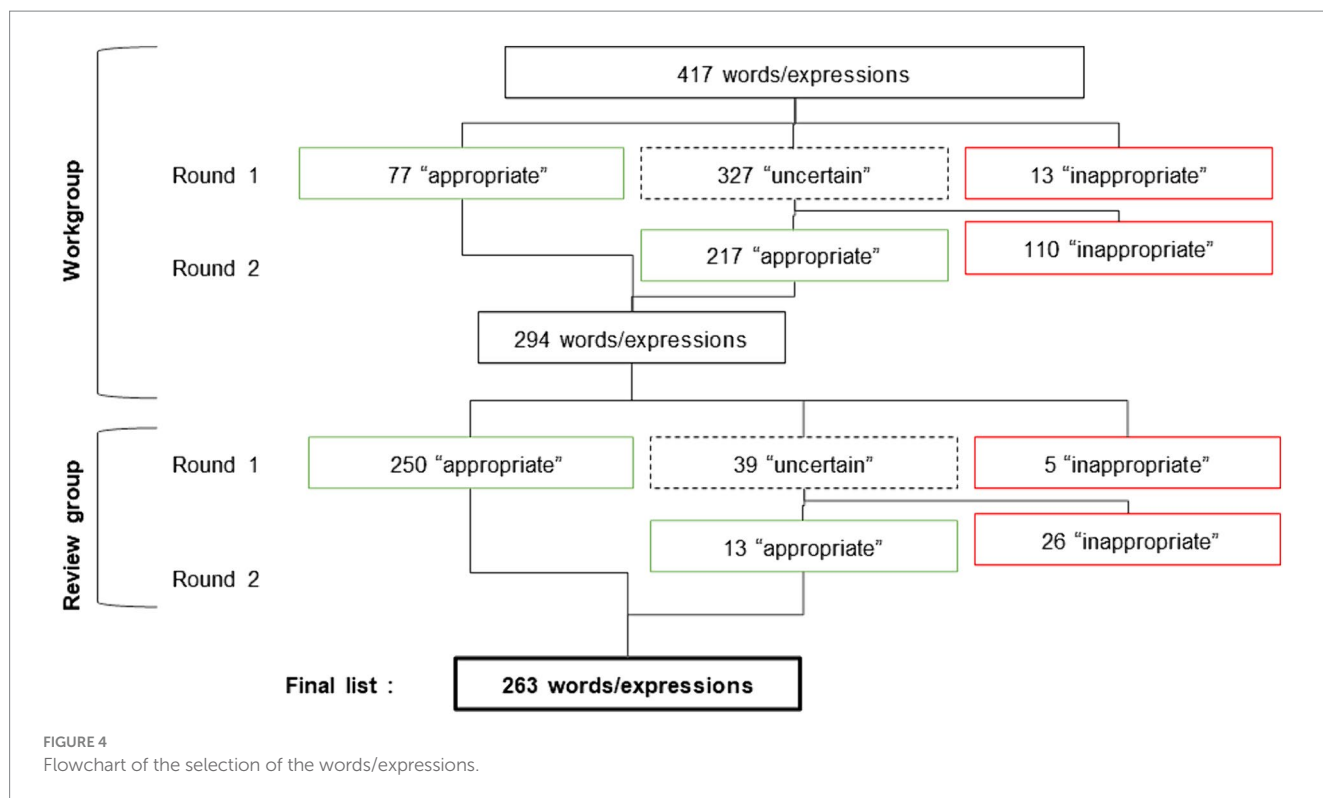 417 words/expressions
Workgroup
Round 1
77 “appropriate”
327 “uncertain”
13 “inappropriate”
Round 2
217 “appropriate”
110 “inappropriate”
294 words/expressions
Review group
Round 1
250 “appropriate”
39 “uncertain”
5 “inappropriate”
13 “appropriate”
26 “inappropriate”
Round 2
Final list :
263 words/expressions
FIGURE 4
Flowchart of the selection of the words/expressions.